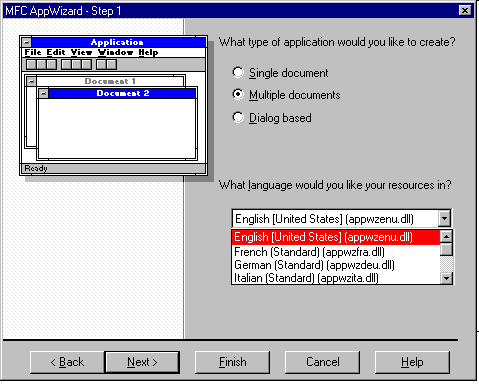 MFC AppWizard - Step 1
Application
File Edit View Window Help
Document 1
Document 2
Ready
What type of application would you like to create?
Single document
Multiple documents
Dialog based
What language would you like your resources in?
English [United States] (appwzenu.dll)
English [United States] (appwzenu.dll)
French (Standard) (appwzfra.dll)
German (Standard) (appwzdeu.dll)
Italian (Standard) (appwzita.dll)
< Back
Next >
Finish
Cancel
Help